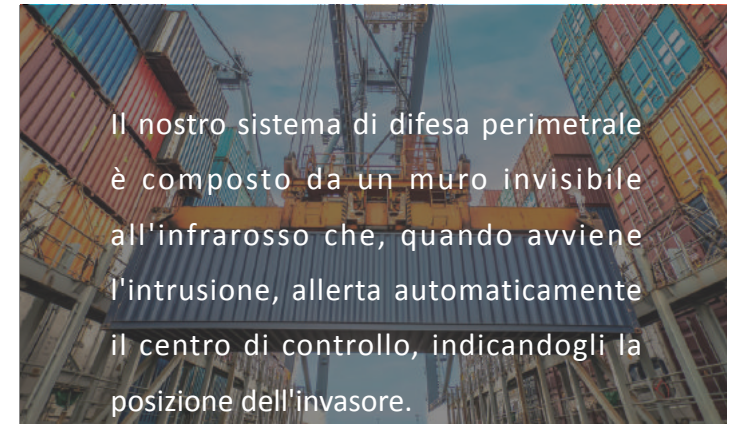 Il nostro sistema di difesa perimetrale
è composto da un muro invisibile
all'infrarosso che, quando avviene
l'intrusione, allerta automaticamente
il centro di controllo, indicandogli la
posizione dell'invasore.